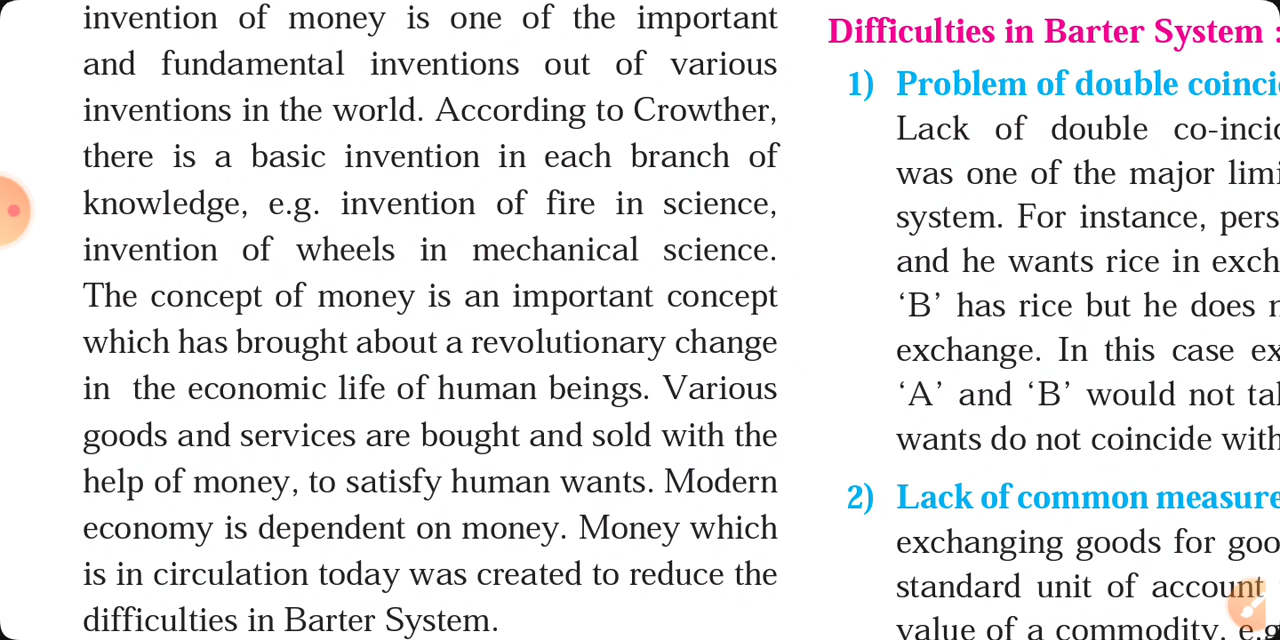 invention of money is one of the important
and fundamental inventions out of various
inventions in the world. According to Crowther,
there is a basic invention in each branch of
knowledge, e.g. invention of fire in science,
invention of wheels in mechanical science.
The concept of money is an important concept
which has brought about a revolutionary change
in the economic life of human beings. Various
goods and services are bought and sold with the
help of money, to satisfy human wants. Modern
economy is dependent on money. Money which
is in circulation today was created to reduce the
difficulties in Barter System.
Difficulties in Barter System :
1) Problem of double
Lack of double
was one of the major
system. For instance,
and he wants rice in
‘B’ has rice but he does
exchange. In this case
‘A’ and ‘B’ would not
wants do not coincide with
2) Lack of common measure
exchanging goods for
standard unit of account
value of a commodity. e.g